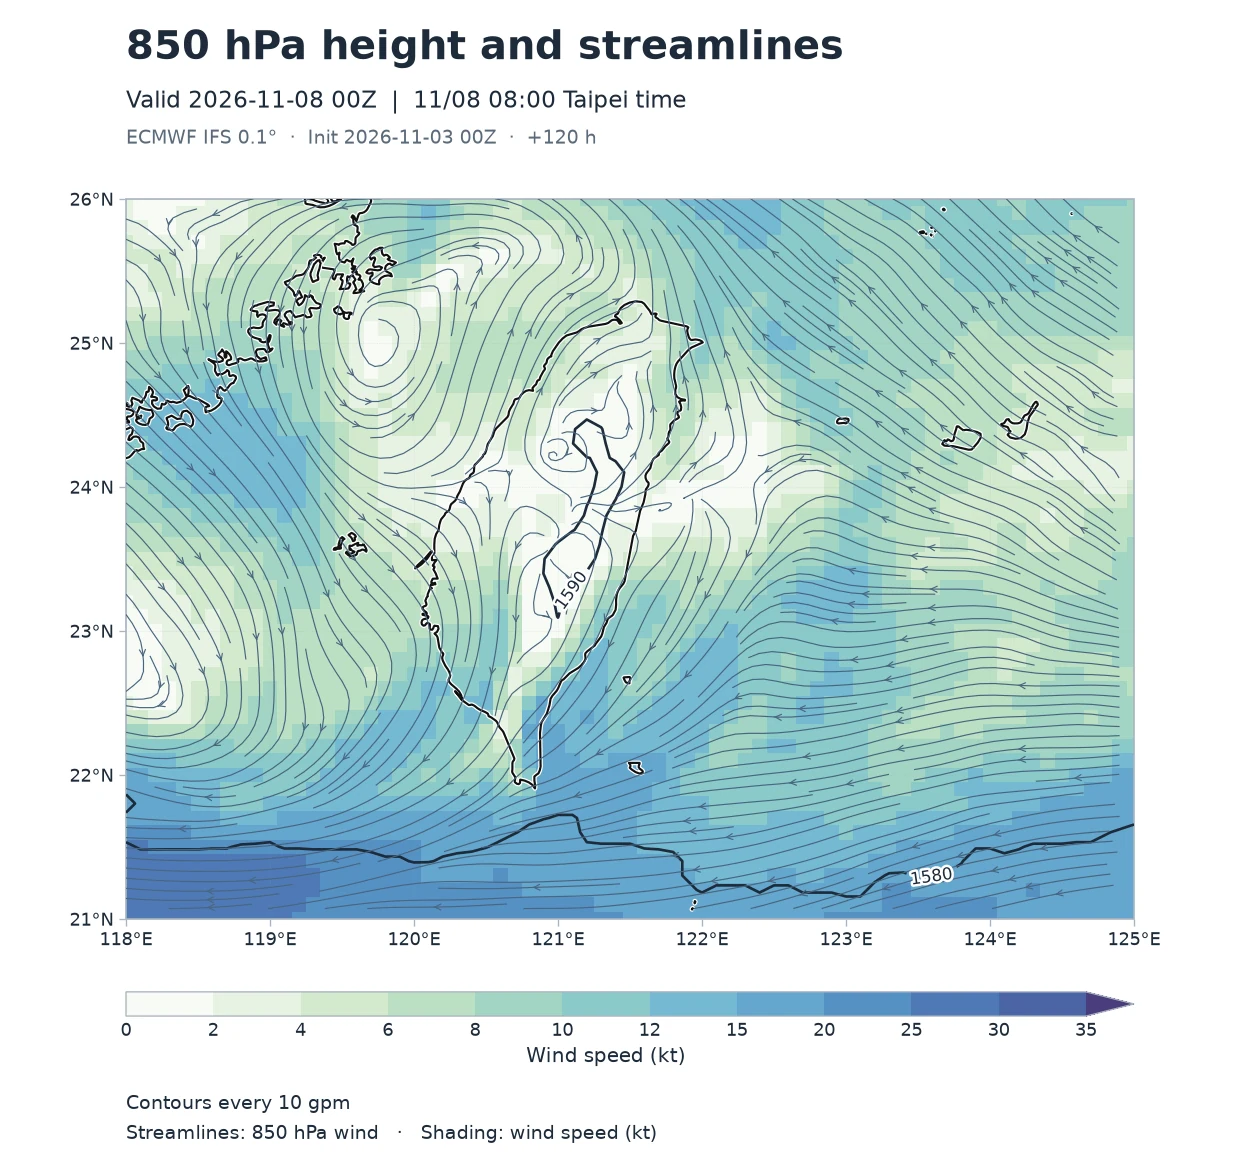 850 hPa height and streamlines
Valid 2026-11-08 00Z | 11/08 08:00 Taipei time
ECMWF IFS 0.1° · Init 2026-11-03 00Z · +120 h
26°N
25°N
24°N
23°N
22°N
21°N
1590
1580
118°E 119°E 120°E 121°E 122°E 123°E 124°E 125°E
0 2 4 6 8 10 12 15 20 25 30 35
Wind speed (kt)
Contours every 10 gpm
Streamlines: 850 hPa wind · Shading: wind speed (kt)